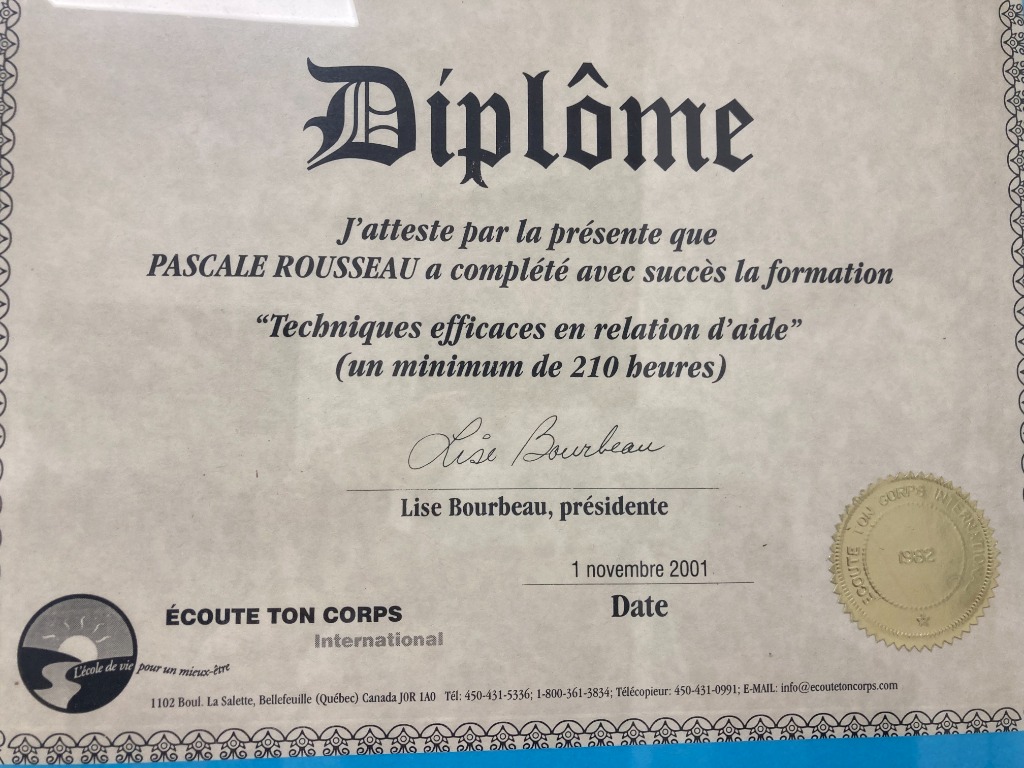 Diplôme
J'atteste par la présente que
PASCALE ROUSSEAU a complété avec succès la formation
“Techniques efficaces en relation d'aide”
(un minimum de 210 heures)
Lise Bourbeau
Lise Bourbeau, présidente
1 novembre 2001
Date
ÉCOUTE TON CORPS INTERNATIO
1982
ÉCOUTE TON CORPS
International
L'école de vie pour un mieux-être
1102 Boul. La Salette, Bellefeuille (Québec) Canada J0R 1A0 Tél: 450-431-5336; 1-800-361-3834; Télécopieur: 450-431-0991; E-MAIL: info@ecoutetoncorps.com